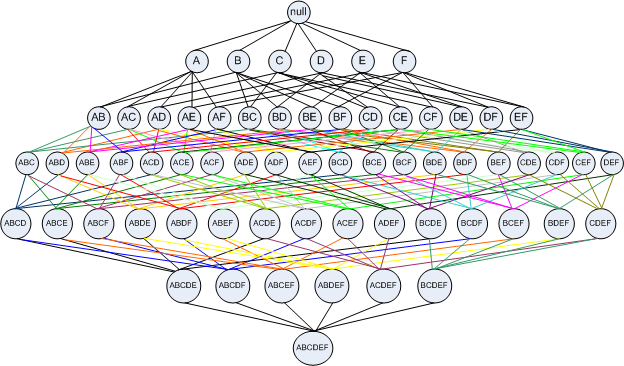 null
A B C D E F
AB AC AD AE AF BC BD BE BF CD CE CF DE DF EF
ABC ABD ABE ABF ACD ACE ACF ADE ADF AEF BCD BCE BCF BDE BDF BEF CDE CDF CEF DEF
ABCD ABCE ABCF ABDE ABDF ABEF ACDE ACDF ACEF ADEF BCDE BCDF BCEF BDEF CDEF
ABCDE ABCDF ABCEF ABDEF ACDEF BCDEF
ABCDEF